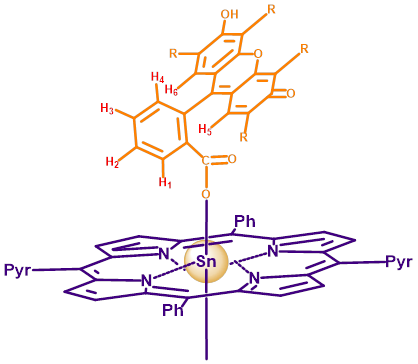 OH R
R O R
H4 H6
H3 O
H5 R
H2
C O
H1
O
Ph
N N
Pyr Sn Pyr
N N
Ph